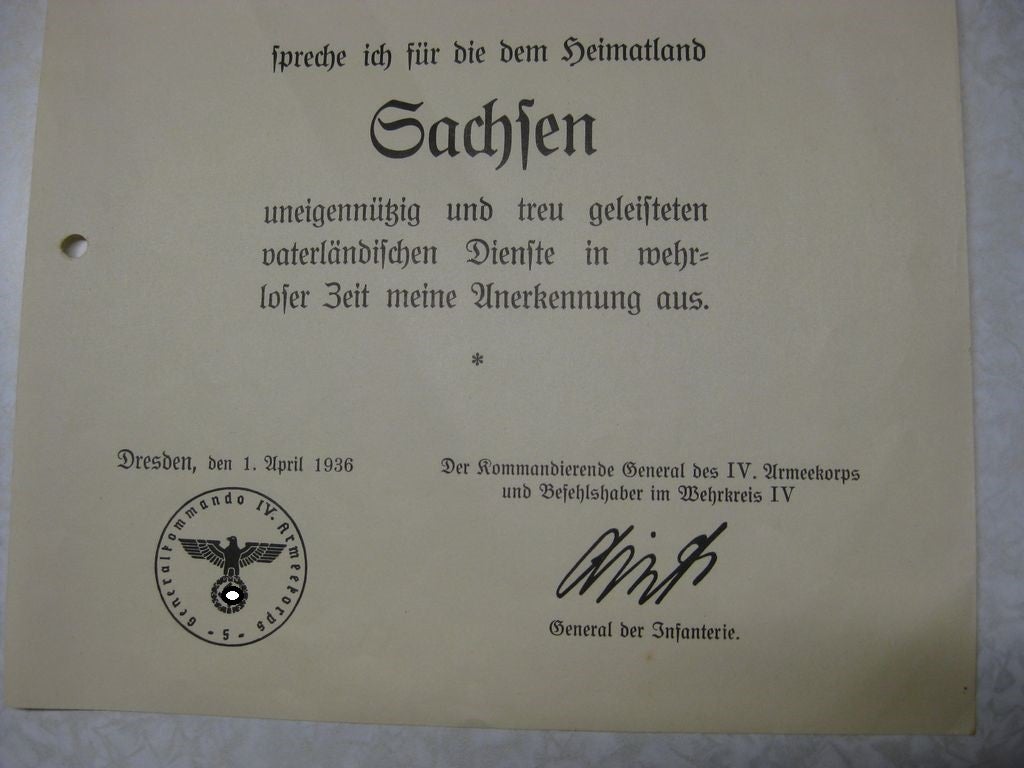 spreche ich für die dem Heimatland
Sachsen
uneigennützig und treu geleisteten
vaterländischen Dienste in wehr=
loser Zeit meine Anerkennung aus.
*
Dresden, den 1. April 1936
Der Kommandierende General des IV. Armeekorps
und Befehlshaber im Wehrkreis IV
Generalkommando IV. Armeekorps
- 5 -
General der Infanterie.